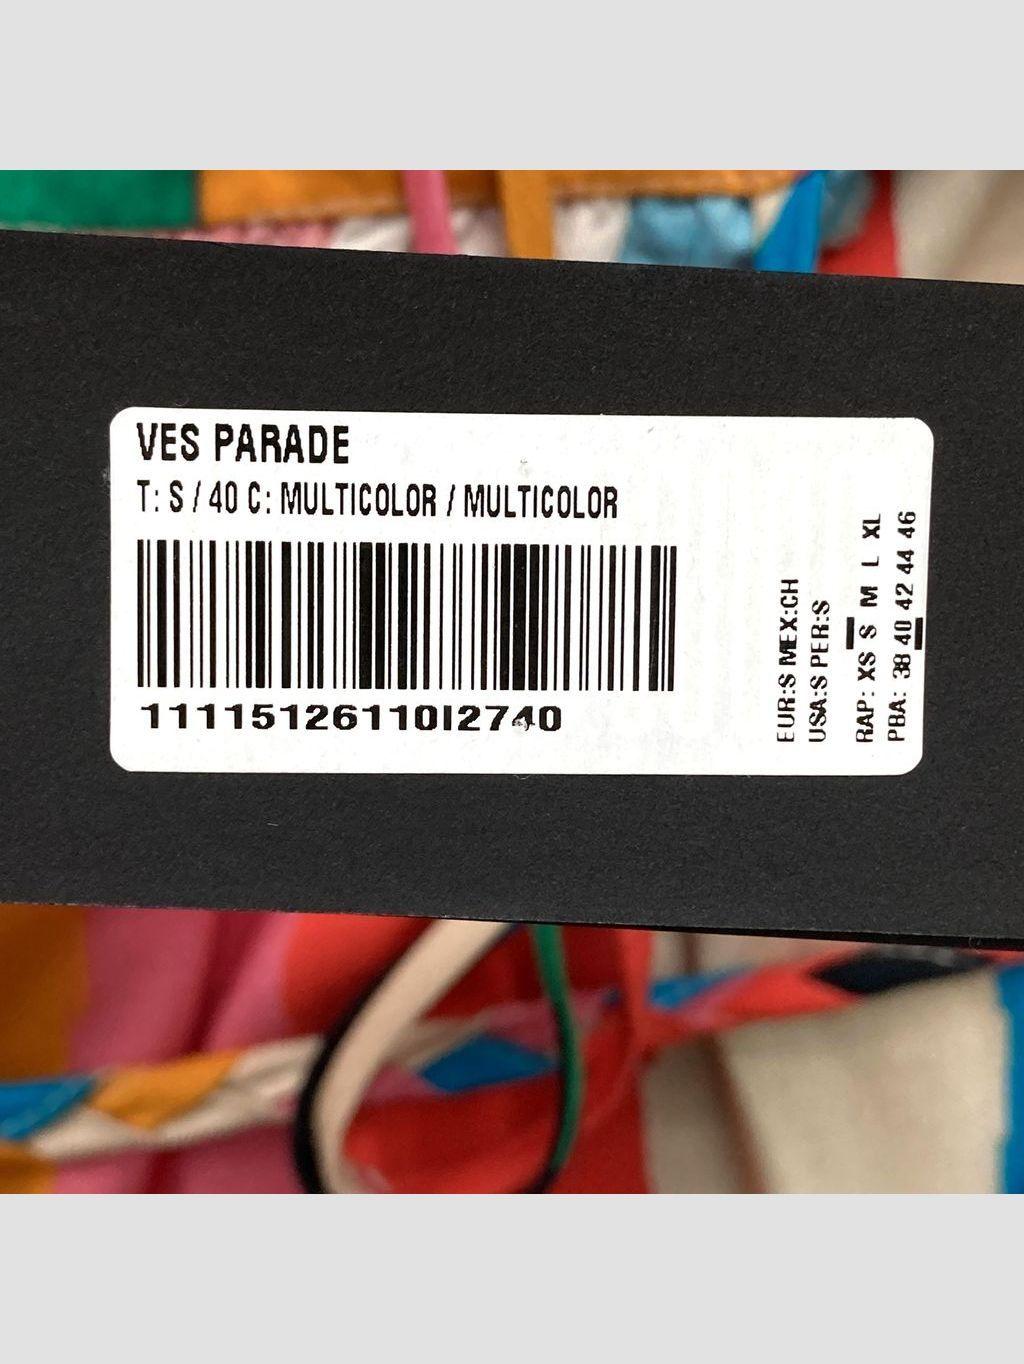 VES PARADE
T: S / 40 C: MULTICOLOR / MULTICOLOR
11115126110I2740
EUR:S MEX:CH
USA:S PER:S
RAP: XS S M L XL
PBA: 38 40 42 44 46